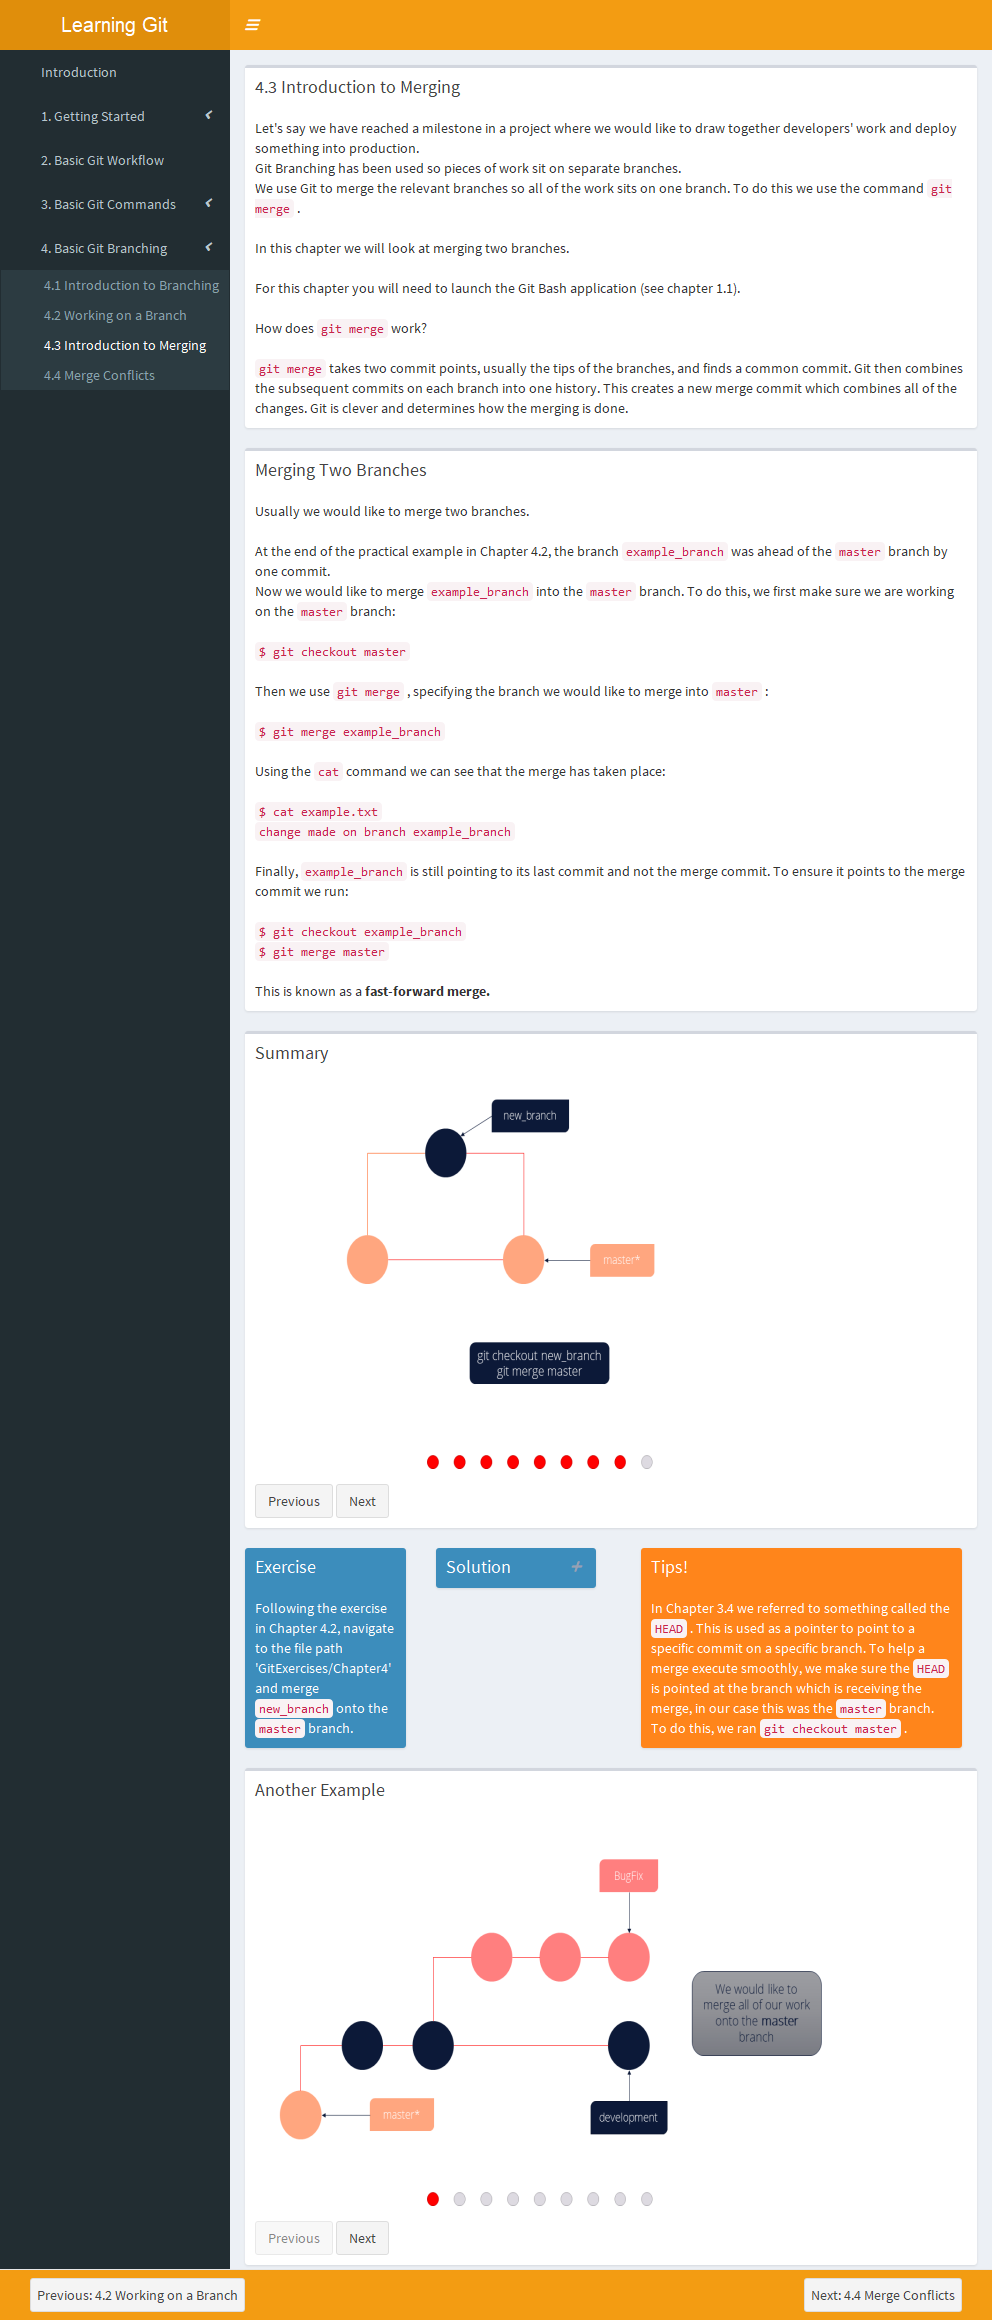 Learning Git
Introduction
1. Getting Started
2. Basic Git Workflow
3. Basic Git Commands
4. Basic Git Branching
4.1 Introduction to Branching
4.2 Working on a Branch
4.3 Introduction to Merging
4.4 Merge Conflicts
4.3 Introduction to Merging
Let's say we have reached a milestone in a project where we would like to draw together developers' work and deploy
something into production.
Git Branching has been used so pieces of work sit on separate branches.
We use Git to merge the relevant branches so all of the work sits on one branch. To do this we use the command git
merge .
In this chapter we will look at merging two branches.
For this chapter you will need to launch the Git Bash application (see chapter 1.1).
How does git merge work?
git merge takes two commit points, usually the tips of the branches, and finds a common commit. Git then combines
the subsequent commits on each branch into one history. This creates a new merge commit which combines all of the
changes. Git is clever and determines how the merging is done.
Merging Two Branches
Usually we would like to merge two branches.
At the end of the practical example in Chapter 4.2, the branch example_branch was ahead of the master branch by
one commit.
Now we would like to merge example_branch into the master branch. To do this, we first make sure we are working
on the master branch:
$ git checkout master
Then we use git merge , specifying the branch we would like to merge into master :
$ git merge example_branch
Using the cat command we can see that the merge has taken place:
$ cat example.txt
change made on branch example_branch
Finally, example_branch is still pointing to its last commit and not the merge commit. To ensure it points to the merge
commit we run:
$ git checkout example_branch
$ git merge master
This is known as a fast-forward merge.
Summary
new_branch
master*
git checkout new_branch
git merge master
Previous Next
Exercise
Following the exercise
in Chapter 4.2, navigate
to the file path
'GitExercises/Chapter4'
and merge
new_branch onto the
master branch.
Solution
Tips!
In Chapter 3.4 we referred to something called the
HEAD . This is used as a pointer to point to a
specific commit on a specific branch. To help a
merge execute smoothly, we make sure the HEAD
is pointed at the branch which is receiving the
merge, in our case this was the master branch.
To do this, we ran git checkout master .
Another Example
BugFix
We would like to
merge all of our work
onto the master
branch
master*
development
Previous Next
Previous: 4.2 Working on a Branch
Next: 4.4 Merge Conflicts